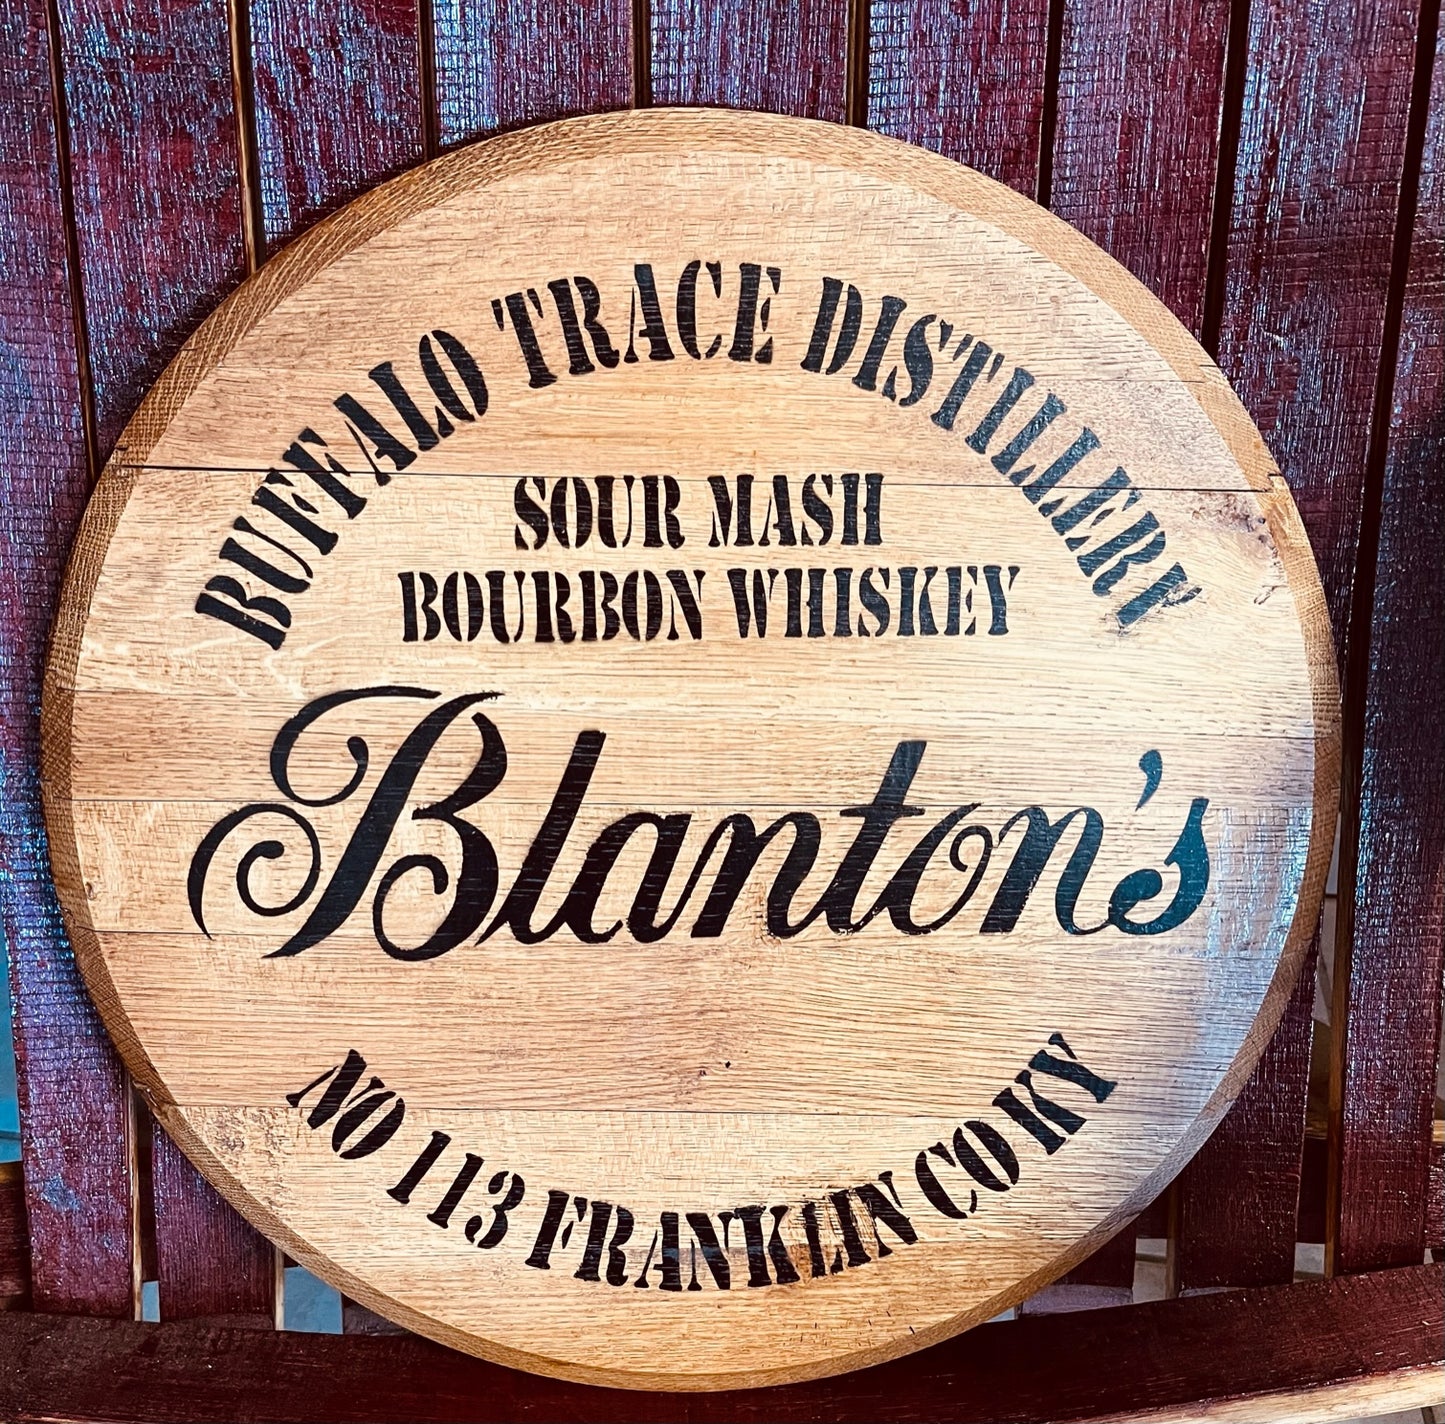 BUFFALO TRACE DISTILLERY
SOUR MASH
BOURBON WHISKEY
Blanton's
NO 113 FRANKLIN CO KY